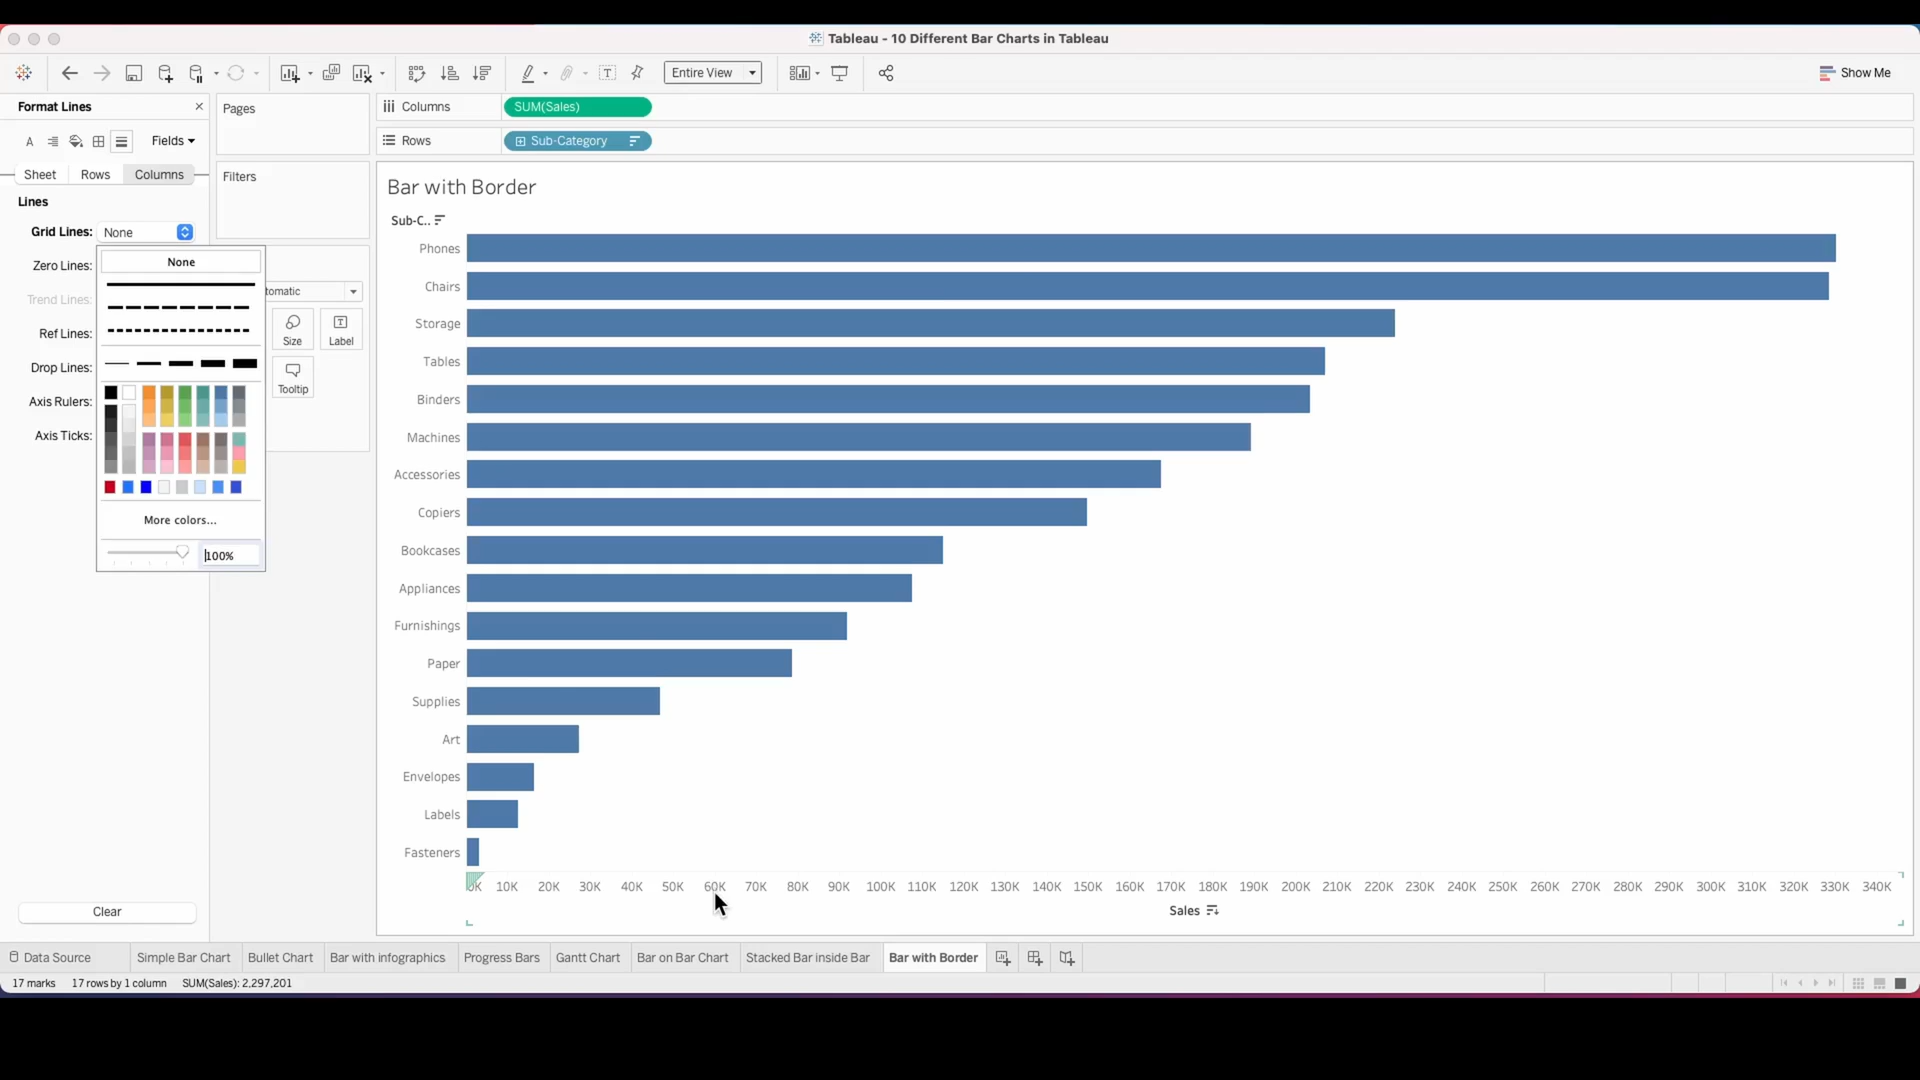 Tableau - 10 Different Bar Charts in Tableau
Entire View
Show Me
Format Lines
Fields
Sheet
Rows
Columns
Lines
Grid Lines:
None
Zero Lines:
Trend Lines:
Ref Lines:
Drop Lines:
Axis Rulers:
Axis Ticks:
None
More colors...
100%
Clear
Pages
Filters
tomatic
Size
Label
Tooltip
Columns
SUM(Sales)
Rows
Sub-Category
Bar with Border
Sub-C..
Phones
Chairs
Storage
Tables
Binders
Machines
Accessories
Copiers
Bookcases
Appliances
Furnishings
Paper
Supplies
Art
Envelopes
Labels
Fasteners
0K 10K 20K 30K 40K 50K 60K 70K 80K 90K 100K 110K 120K 130K 140K 150K 160K 170K 180K 190K 200K 210K 220K 230K 240K 250K 260K 270K 280K 290K 300K 310K 320K 330K 340K
Sales
Data Source
Simple Bar Chart
Bullet Chart
Bar with infographics
Progress Bars
Gantt Chart
Bar on Bar Chart
Stacked Bar inside Bar
Bar with Border
17 marks
17 rows by 1 column
SUM(Sales): 2,297,201